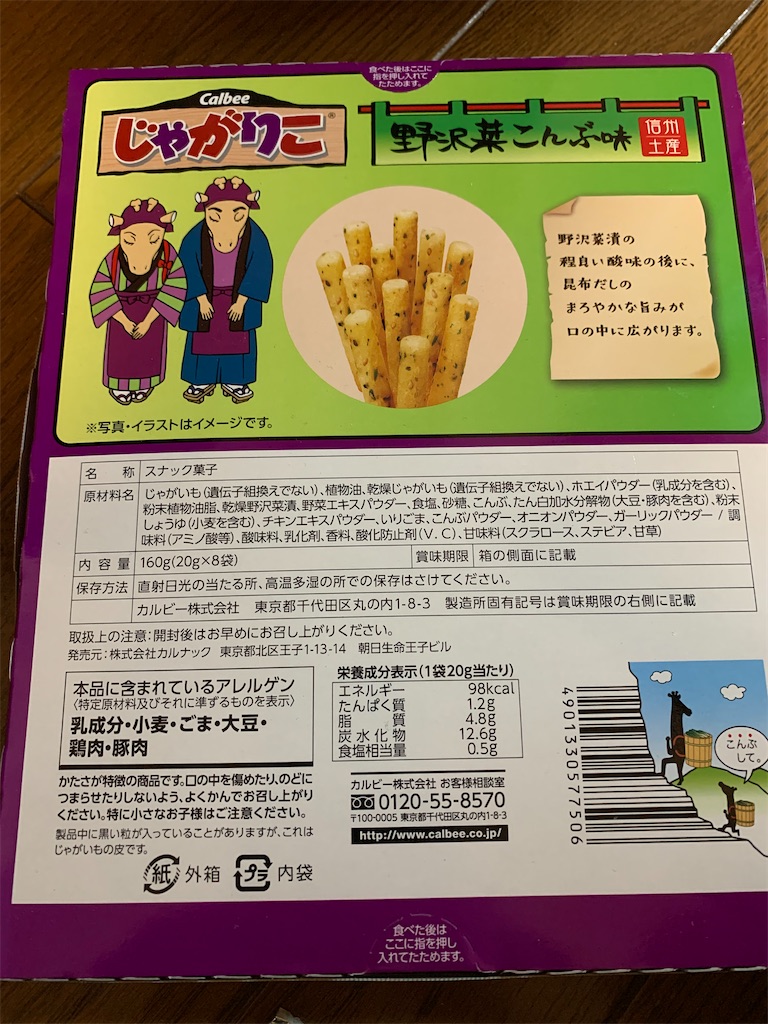 食べた後はここに
指を押し入れて
たためます。
Calbee
じゃがりこ®
野沢菜こんぶ味
信州
土産
野沢菜漬の
程良い酸味の後に、
昆布だしの
まろやかな旨みが
口の中に広がります。
※写真・イラストはイメージです。
名 称 スナック菓子
原材料名 じゃがいも(遺伝子組換えでない)、植物油、乾燥じゃがいも(遺伝子組換えでない)、ホエイパウダー(乳成分を含む)、
粉末植物油脂、乾燥野沢菜漬、野菜エキスパウダー、食塩、砂糖、こんぶ、たん白加水分解物(大豆・豚肉を含む)、粉末
しょうゆ(小麦を含む)、チキンエキスパウダー、いりごま、こんぶパウダー、オニオンパウダー、ガーリックパウダー / 調
味料(アミノ酸等)、酸味料、乳化剤、香料、酸化防止剤(V.C)、甘味料(スクラロース、ステビア、甘草)
内容量 160g(20g×8袋) 賞味期限 箱の側面に記載
保存方法 直射日光の当たる所、高温多湿の所での保存はさけてください。
カルビー株式会社 東京都千代田区丸の内1-8-3 製造所固有記号は賞味期限の右側に記載
取扱上の注意:開封後はお早めにお召し上がりください。
発売元:株式会社カルナック 東京都北区王子1-13-14 朝日生命王子ビル
本品に含まれているアレルゲン
〈特定原材料及びそれに準ずるものを表示〉
乳成分・小麦・ごま・大豆・
鶏肉・豚肉
かたさが特徴の商品です。口の中を傷めたり、のどに
つまらせたりしないよう、よくかんでお召し上がり
ください。特に小さなお子様はご注意ください。
製品中に黒い粒が入っていることがありますが、これは
じゃがいもの皮です。
紙 外箱 プラ 内袋
栄養成分表示(1袋20g当たり)
エネルギー 98kcal
たんぱく質 1.2g
脂 質 4.8g
炭水化物 12.6g
食塩相当量 0.5g
カルビー株式会社 お客様相談室
0120-55-8570
〒100-0005 東京都千代田区丸の内1-8-3
http://www.calbee.co.jp/
4901330577506
こんぶ
して。
食べた後は
ここに指を押し
入れてたためます。